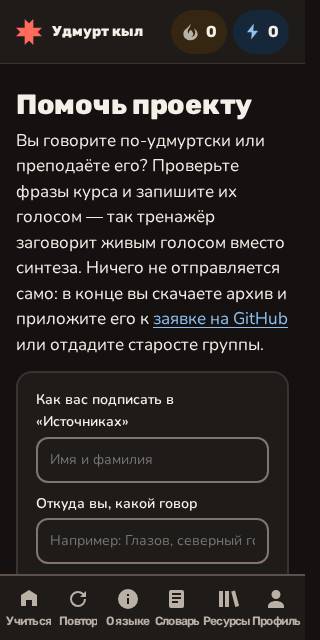 Удмурт кыл
0
0
Помочь проекту
Вы говорите по-удмуртски или
преподаёте его? Проверьте
фразы курса и запишите их
голосом — так тренажёр
заговорит живым голосом вместо
синтеза. Ничего не отправляется
само: в конце вы скачаете архив и
приложите его к заявке на GitHub
или отдадите старосте группы.
Как вас подписать в
«Источниках»
Имя и фамилия
Откуда вы, какой говор
Например: Глазов, северный го
Учиться
Повтор
О языке
Словарь
Ресурсы
Профиль